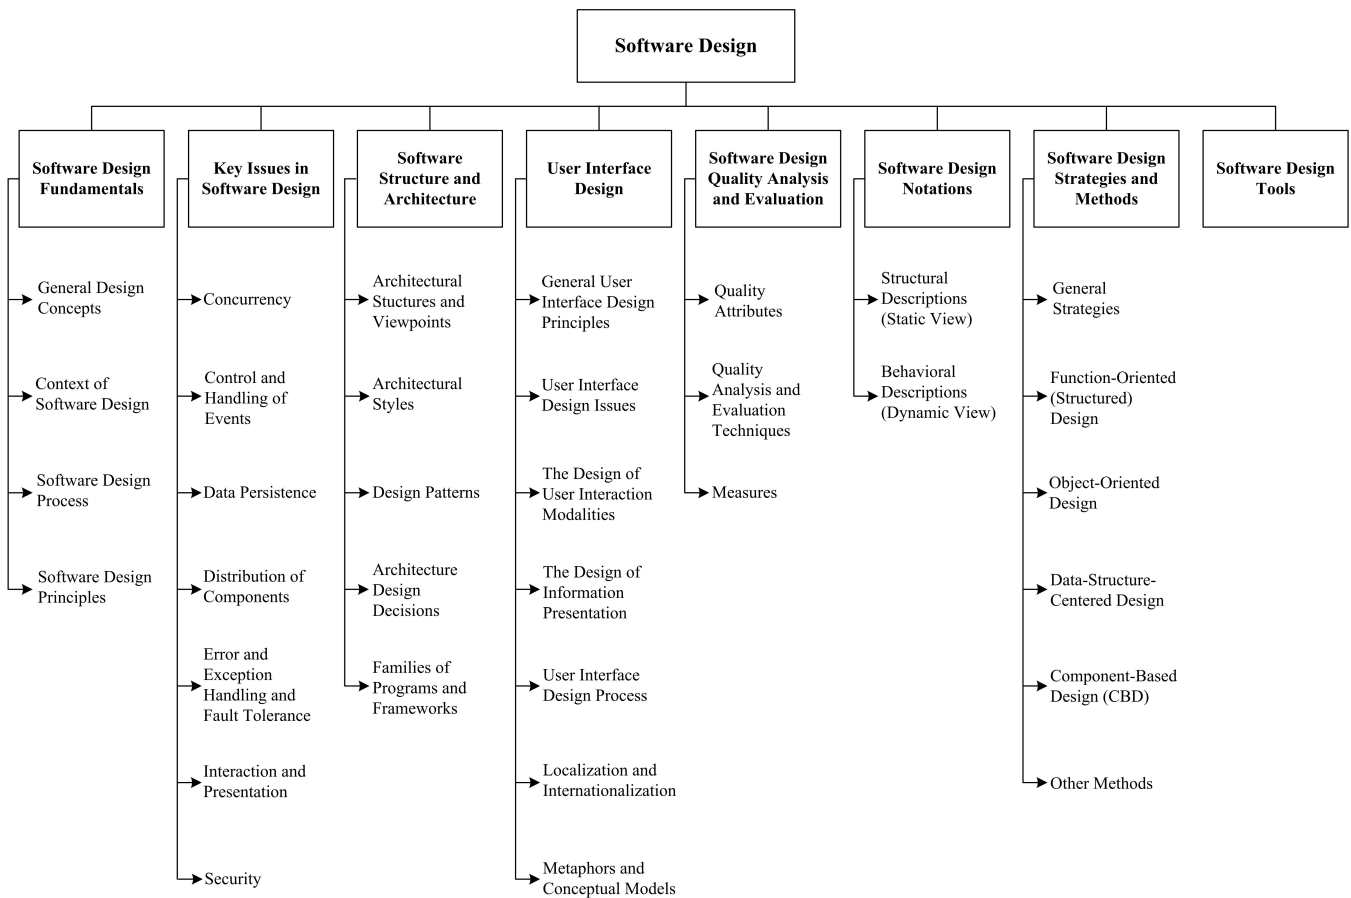 Software Design
Software Design
Fundamentals
General Design
Concepts
Context of
Software Design
Software Design
Process
Software Design
Principles
Key Issues in
Software Design
Concurrency
Control and
Handling of
Events
Data Persistence
Distribution of
Components
Error and
Exception
Handling and
Fault Tolerance
Interaction and
Presentation
Security
Software
Structure and
Architecture
Architectural
Stuctures and
Viewpoints
Architectural
Styles
Design Patterns
Architecture
Design
Decisions
Families of
Programs and
Frameworks
User Interface
Design
General User
Interface Design
Principles
User Interface
Design Issues
The Design of
User Interaction
Modalities
The Design of
Information
Presentation
User Interface
Design Process
Localization and
Internationalization
Metaphors and
Conceptual Models
Software Design
Quality Analysis
and Evaluation
Quality
Attributes
Quality
Analysis and
Evaluation
Techniques
Measures
Software Design
Notations
Structural
Descriptions
(Static View)
Behavioral
Descriptions
(Dynamic View)
Software Design
Strategies and
Methods
General
Strategies
Function-Oriented
(Structured)
Design
Object-Oriented
Design
Data-Structure-
Centered Design
Component-Based
Design (CBD)
Other Methods
Software Design
Tools